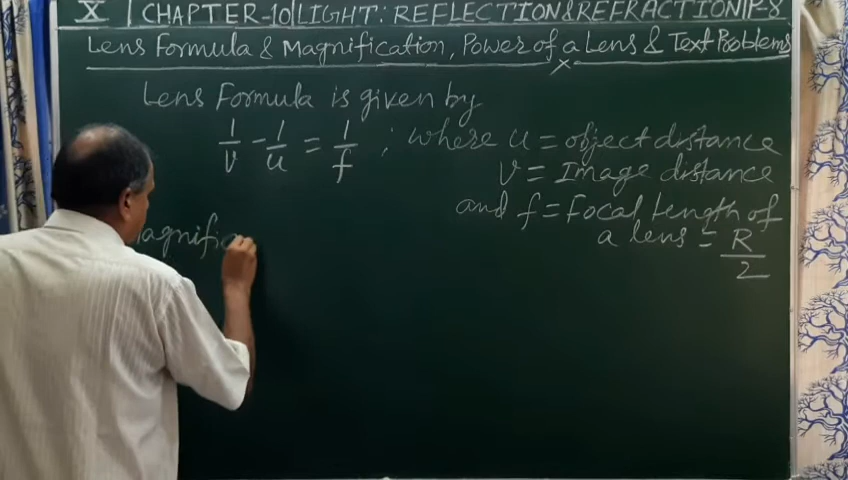 X | CHAPTER-10 | LIGHT: REFLECTION & REFRACTION | P-8
Lens Formula & Magnification, Power of a Lens & Text Problems
Lens Formula is given by
1/v - 1/u = 1/f ; where u = object distance
v = Image distance
and f = Focal length of
a lens = R/2
agnific